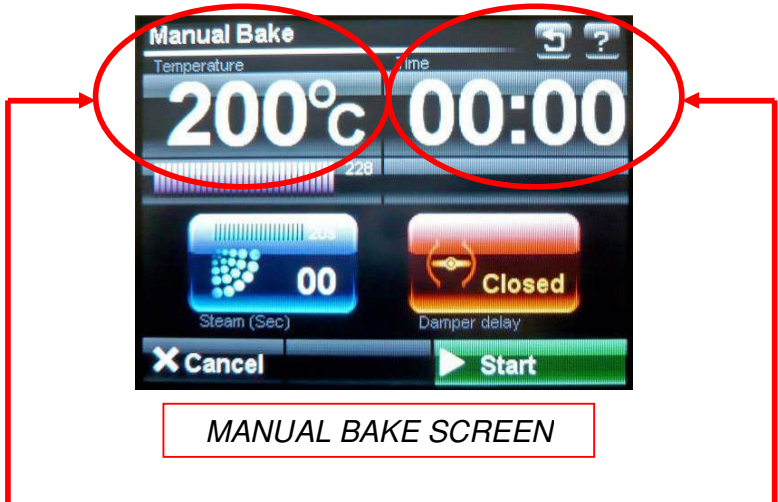 Manual Bake
?
Temperature
Time
200°C
00:00
228
20s
00
Closed
Steam (Sec)
Damper delay
Cancel
Start
MANUAL BAKE SCREEN